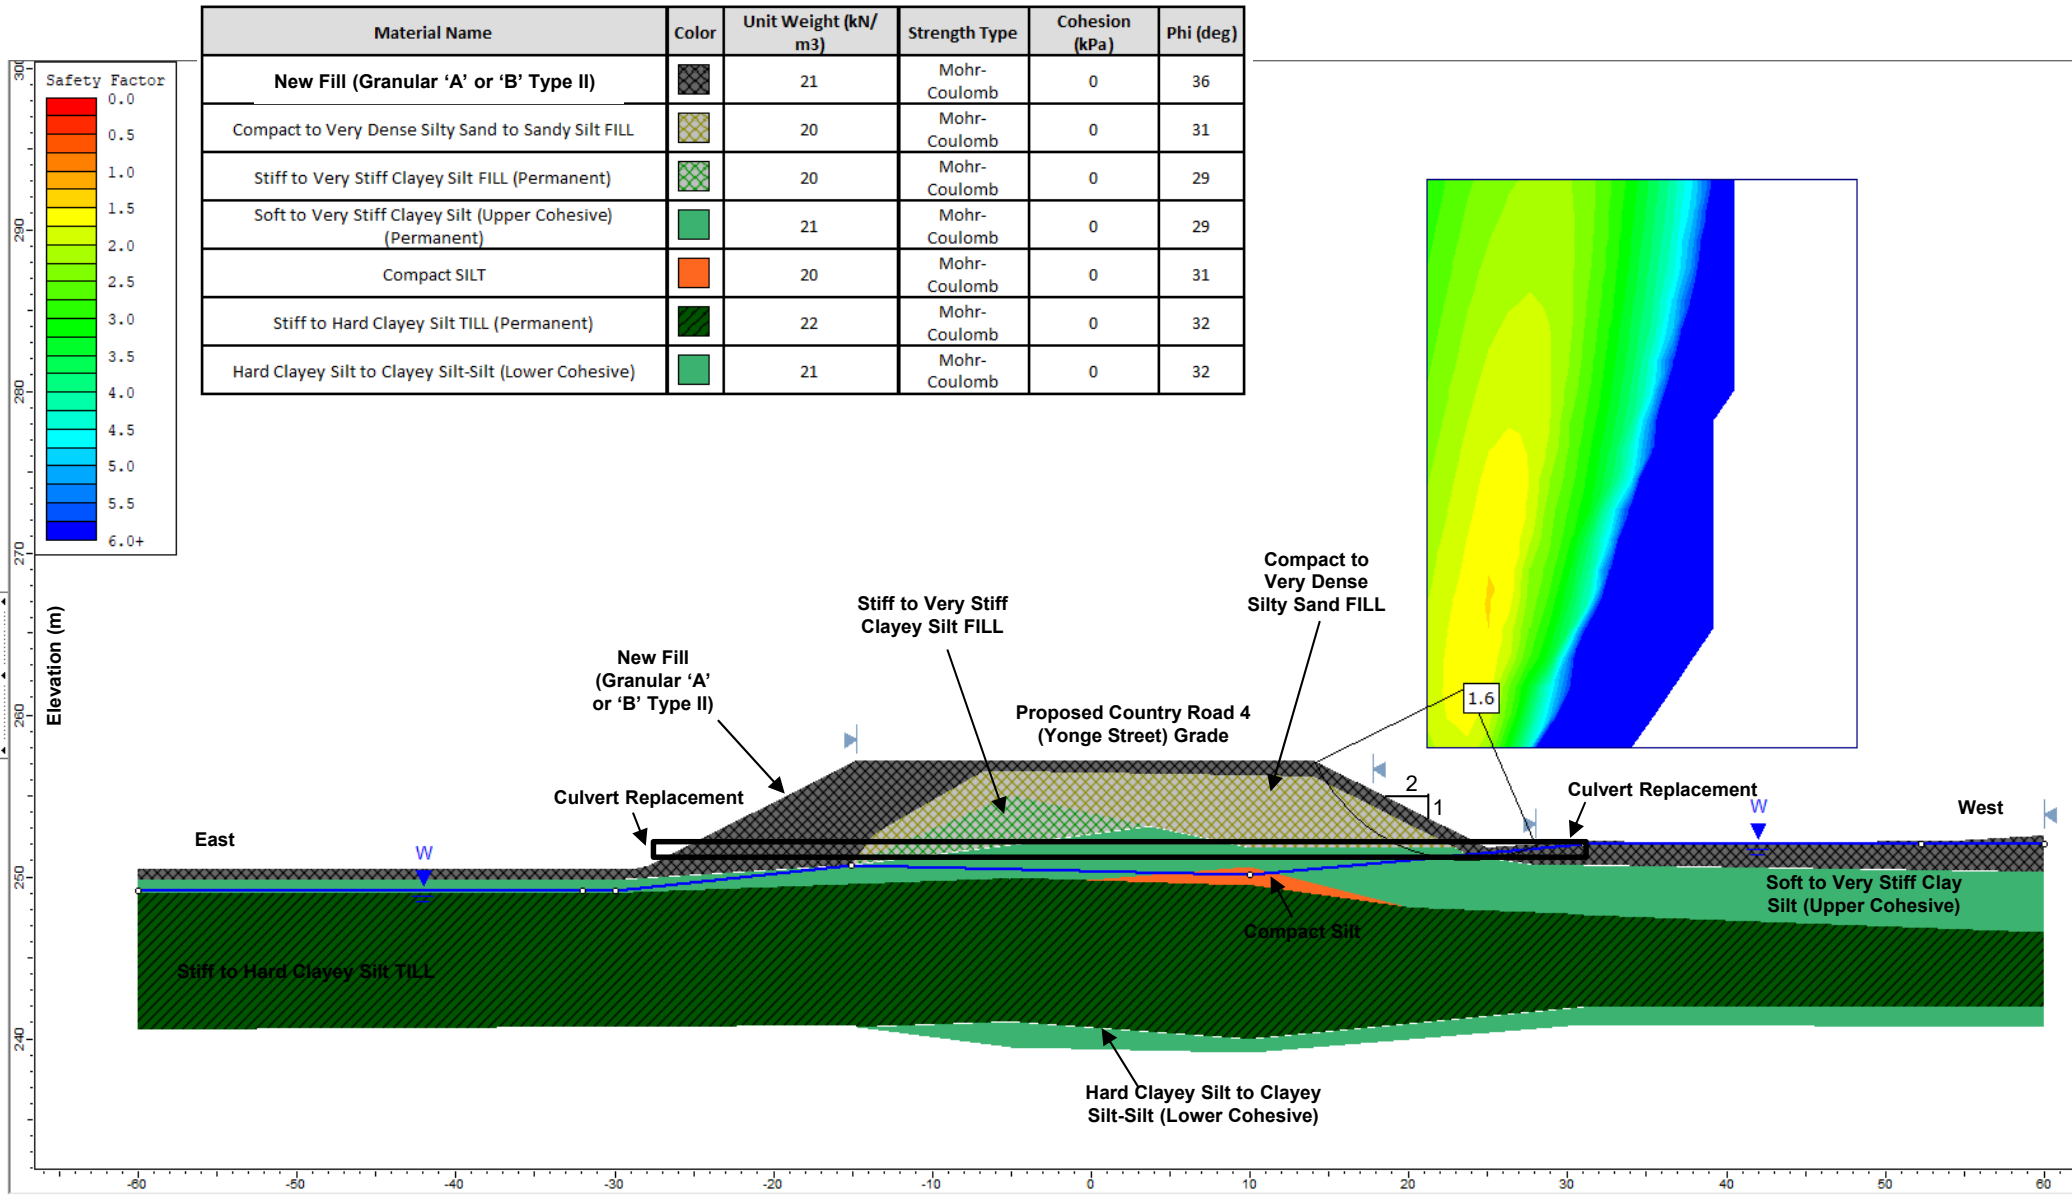 Material Name Color Unit Weight (kN/
m3) Strength Type Cohesion
(kPa) Phi (deg)
New Fill (Granular ‘A’ or ‘B’ Type II) 21 Mohr-
Coulomb 0 36
Compact to Very Dense Silty Sand to Sandy Silt FILL 20 Mohr-
Coulomb 0 31
Stiff to Very Stiff Clayey Silt FILL (Permanent) 20 Mohr-
Coulomb 0 29
Soft to Very Stiff Clayey Silt (Upper Cohesive)
(Permanent) 21 Mohr-
Coulomb 0 29
Compact SILT 20 Mohr-
Coulomb 0 31
Stiff to Hard Clayey Silt TILL (Permanent) 22 Mohr-
Coulomb 0 32
Hard Clayey Silt to Clayey Silt-Silt (Lower Cohesive) 21 Mohr-
Coulomb 0 32
Safety Factor
0.0
0.5
1.0
1.5
2.0
2.5
3.0
3.5
4.0
4.5
5.0
5.5
6.0+
290
280
270
260
250
240
Elevation (m)
Compact to
Very Dense
Silty Sand FILL
Stiff to Very Stiff
Clayey Silt FILL
New Fill
(Granular ‘A’
or ‘B’ Type II)
Proposed Country Road 4
(Yonge Street) Grade
1.6
2
1
Culvert Replacement
Culvert Replacement
East
West
W
W
Soft to Very Stiff Clay
Silt (Upper Cohesive)
Compact Silt
Stiff to Hard Clayey Silt TILL
Hard Clayey Silt to Clayey
Silt-Silt (Lower Cohesive)
-60 -50 -40 -30 -20 -10 0 10 20 30 40 50 60